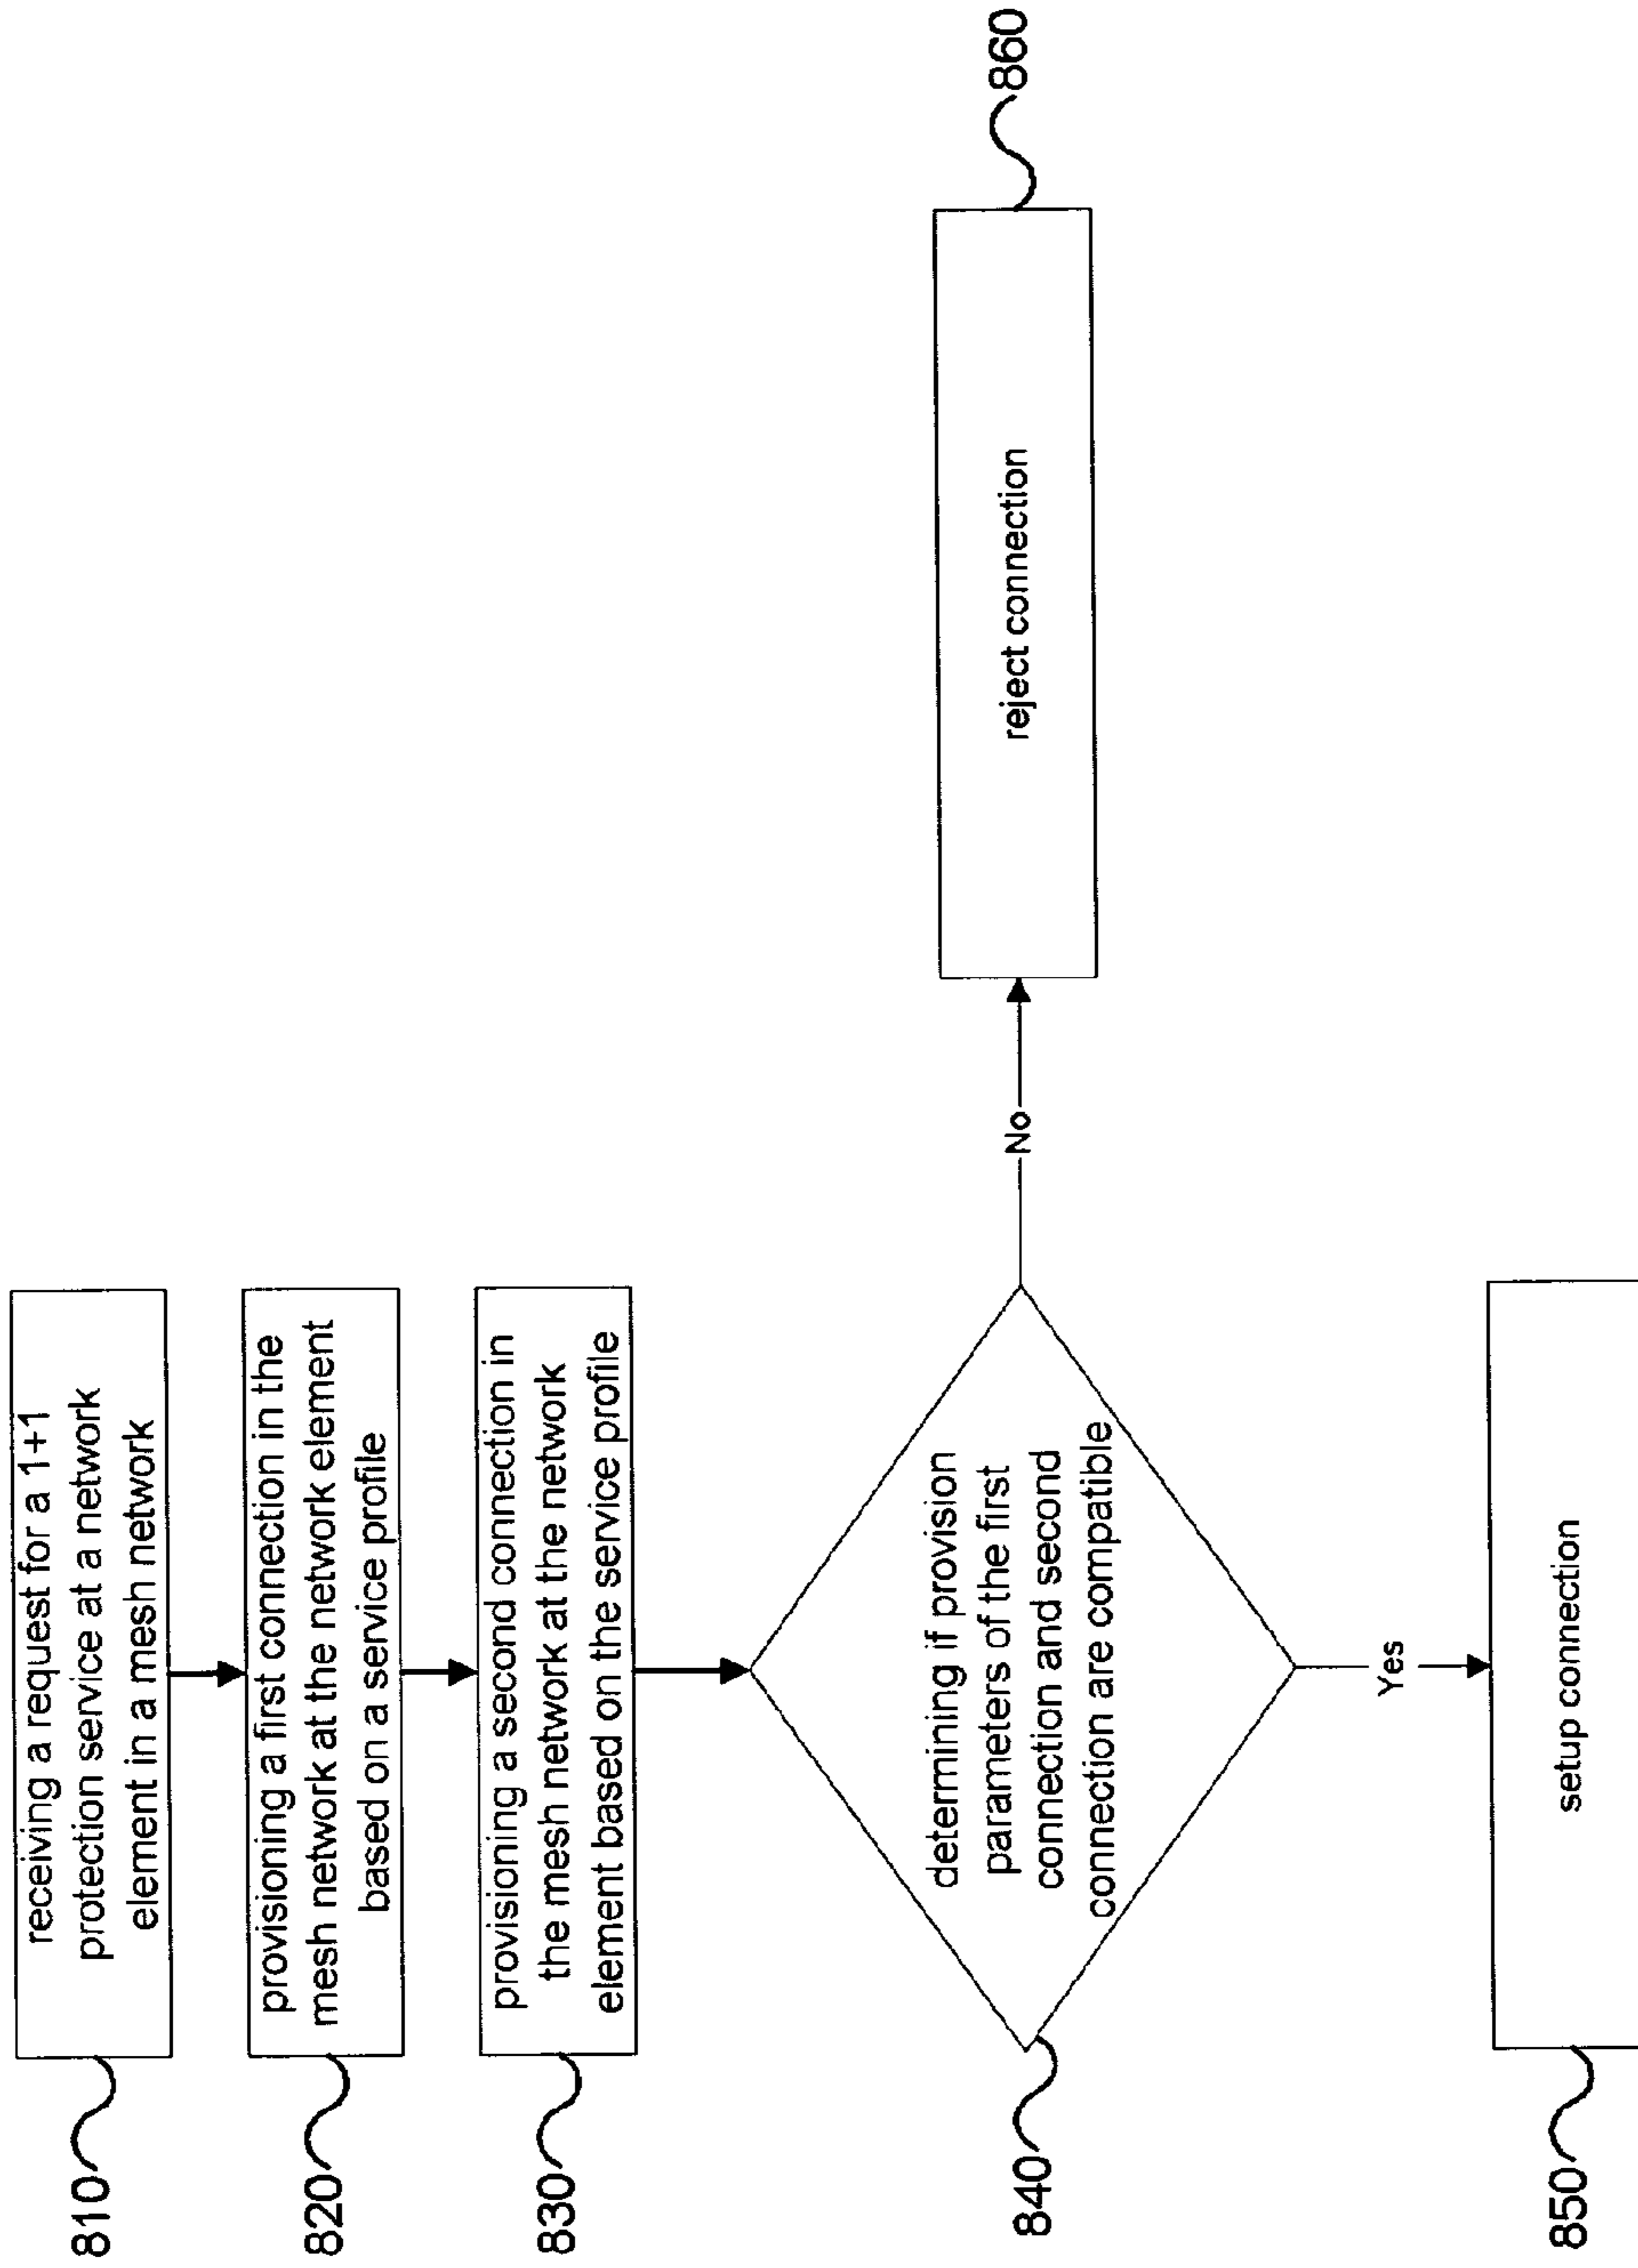 810
receiving a request for a 1+1
protection service at a network
element in a mesh network
820
provisioning a first connection in the
mesh network at the network element
based on a service profile
830
provisioning a second connection in
the mesh network at the network
element based on the service profile
840
determining if provision
parameters of the first
connection and second
connection are compatible
No
reject connection
860
Yes
850
setup connection